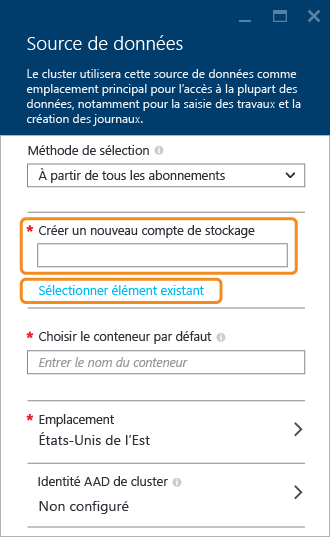 Source de données
Le cluster utilisera cette source de données comme
emplacement principal pour l'accès à la plupart des
données, notamment pour la saisie des travaux et la
création des journaux.
Méthode de sélection
À partir de tous les abonnements
* Créer un nouveau compte de stockage
Sélectionner élément existant
* Choisir le conteneur par défaut
Entrer le nom du conteneur
* Emplacement
États-Unis de l'Est
Identité AAD de cluster
Non configuré